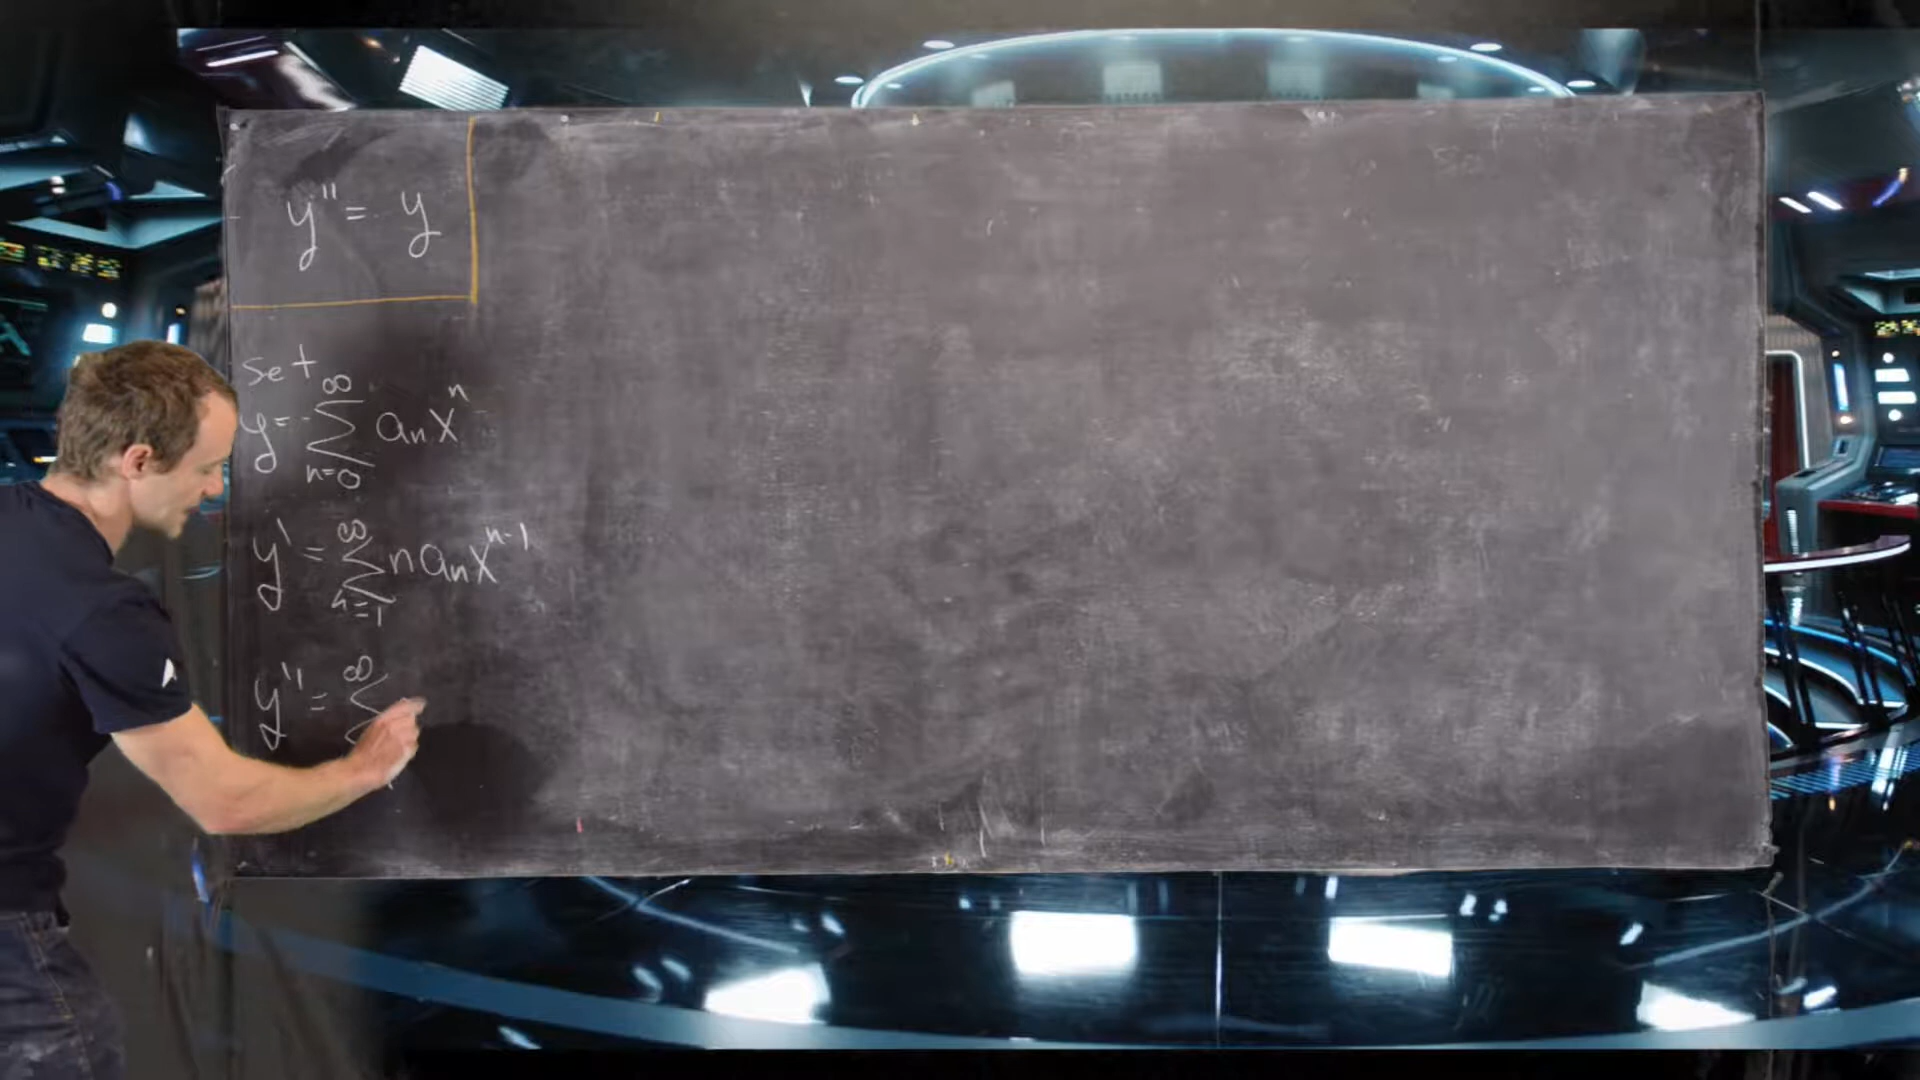 y'' = y
set
y = ∑_{n=0}^{∞} a_n x^n
y' = ∑_{n=1}^{∞} n a_n x^{n-1}
y'' = ∑^{∞}